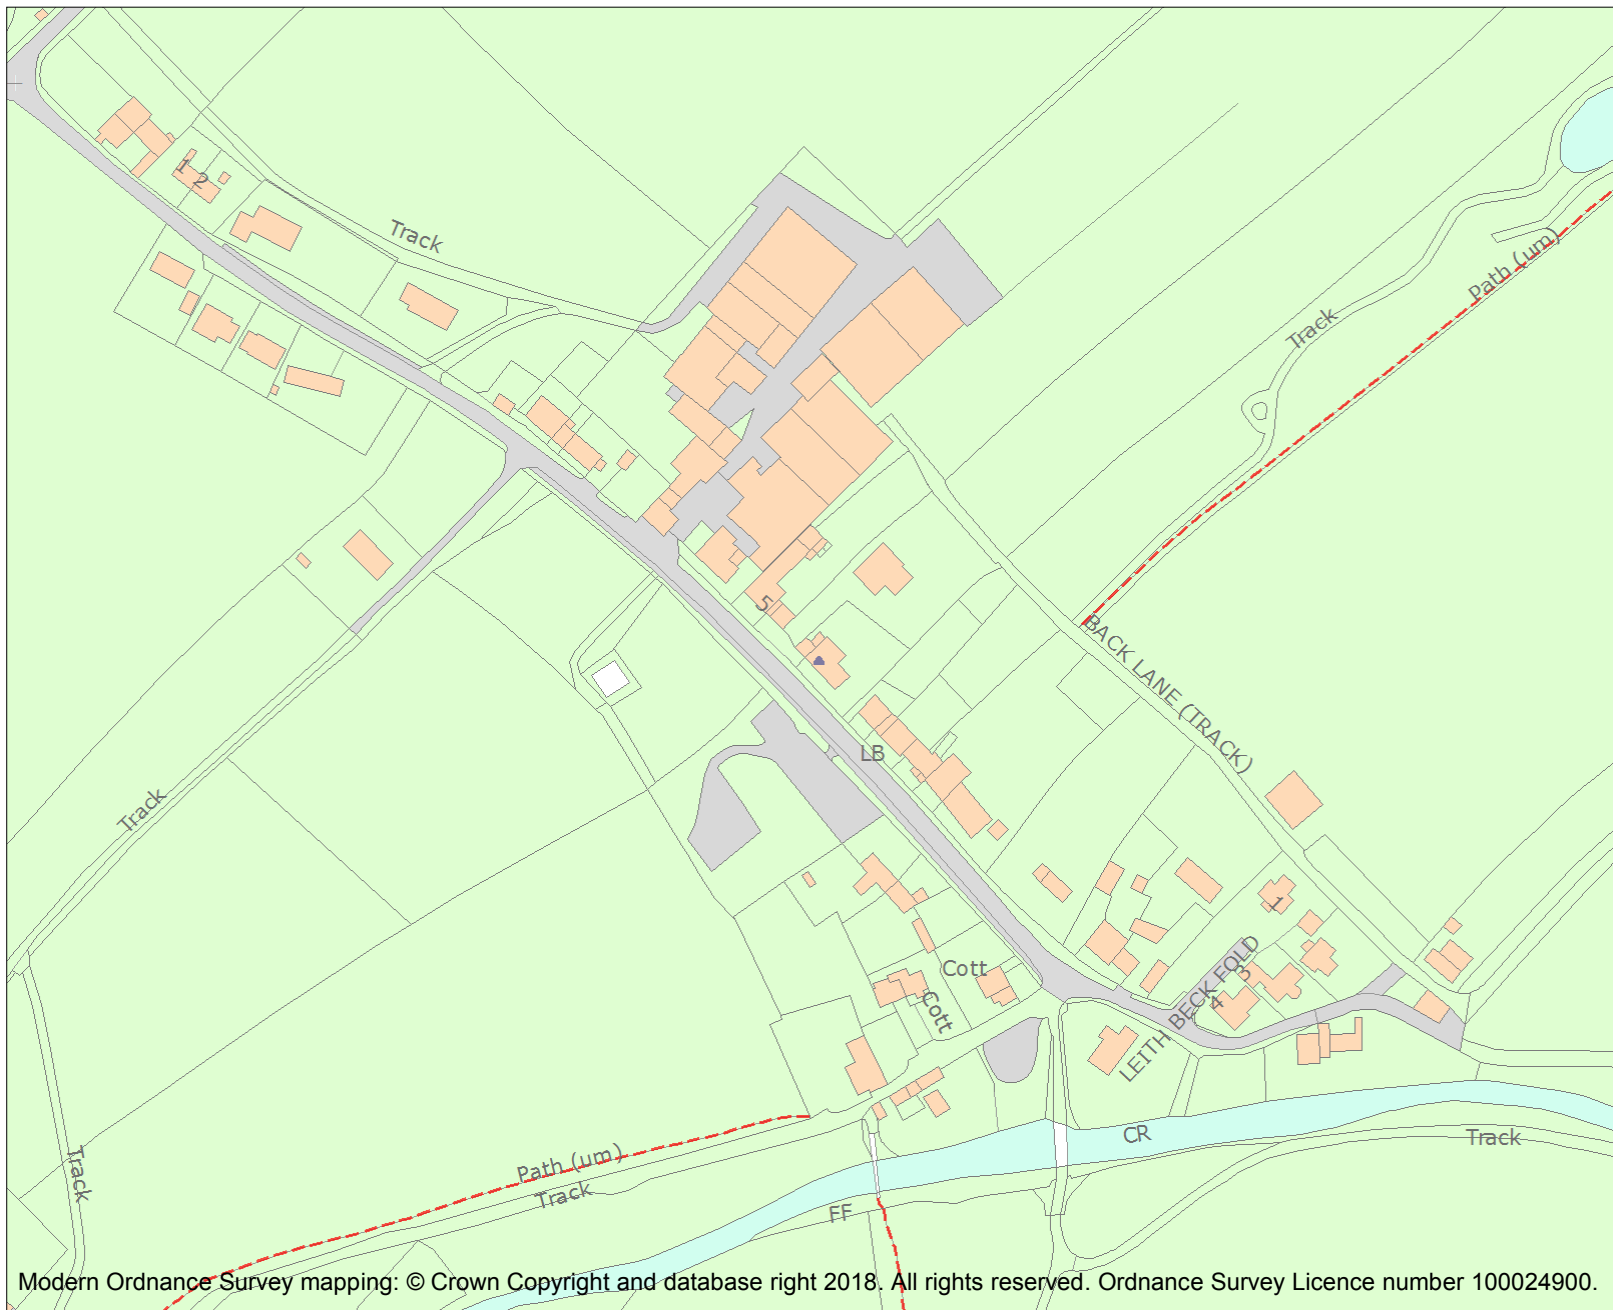 1 2
Track
Path (um)
Track
5
BACK LANE (TRACK)
LB
Track
1
Cott
LEITH BECK FOLD
3
4
Cott
CR
Track
Path (um)
Track
Track
FF
Modern Ordnance Survey mapping: © Crown Copyright and database right 2018. All rights reserved. Ordnance Survey Licence number 100024900.